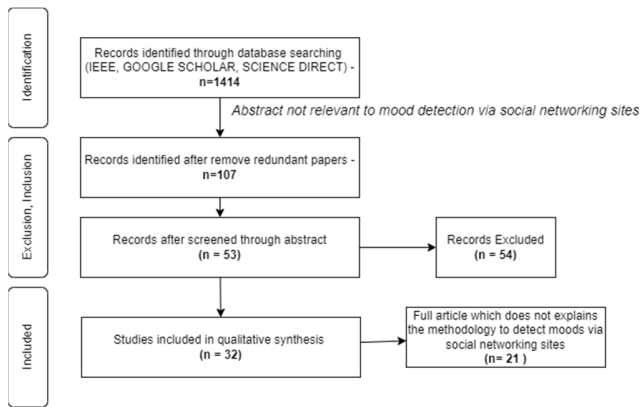 Identification
Records identified through database searching
(IEEE, GOOGLE SCHOLAR, SCIENCE DIRECT) -
n=1414
Abstract not relevant to mood detection via social networking sites
Exclusion, Inclusion
Records identified after remove redundant papers -
n=107
Records after screened through abstract
(n = 53)
Records Excluded
(n = 54)
Included
Studies included in qualitative synthesis
(n = 32)
Full article which does not explains
the methodology to detect moods via
social networking sites
(n= 21 )